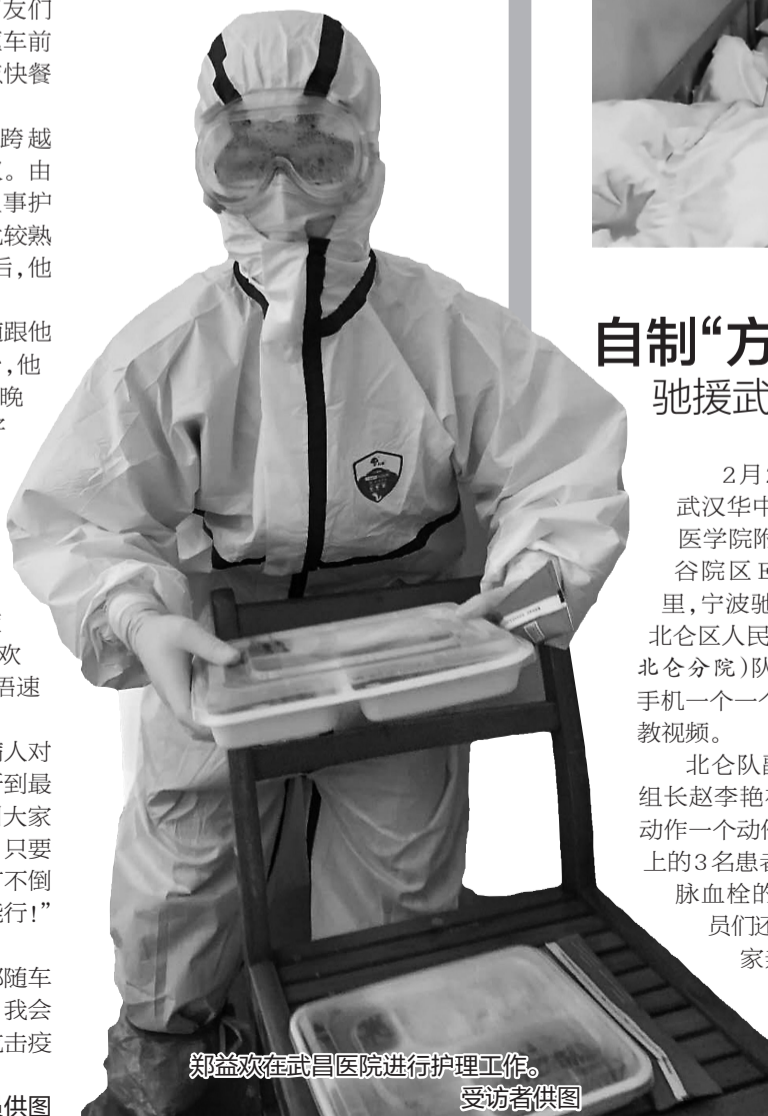 友们
车前
快餐
跨越
。由
事护
较熟
后,他
跟他
,他
晚
欢
语速
人对
到最
大家
只要
不倒
行!”
随车
我会
击疫
供图
郑益欢在武昌医院进行护理工作。
受访者供图
自制“方
驰援武
2月
武汉华中
医学院附
谷院区E
里,宁波驰
北仑区人民
北仑分院)队
手机一个一个
教视频。
北仑队副
组长赵李艳
动作一个动作
上的3名患者
脉血栓的
员们还
家